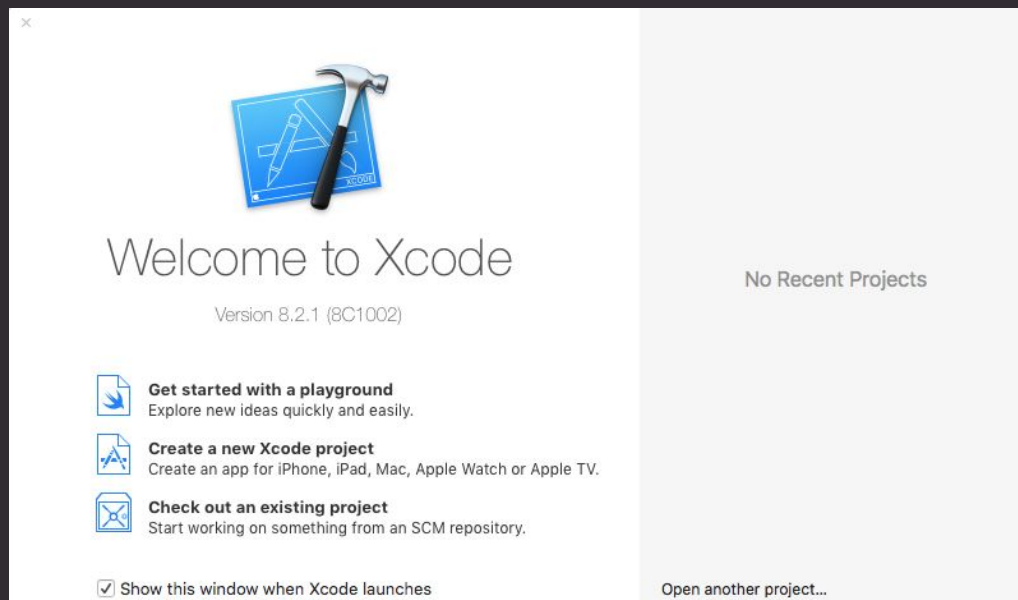 XCODE
Welcome to Xcode
Version 8.2.1 (8C1002)
Get started with a playground
Explore new ideas quickly and easily.
Create a new Xcode project
Create an app for iPhone, iPad, Mac, Apple Watch or Apple TV.
Check out an existing project
Start working on something from an SCM repository.
Show this window when Xcode launches
No Recent Projects
Open another project...